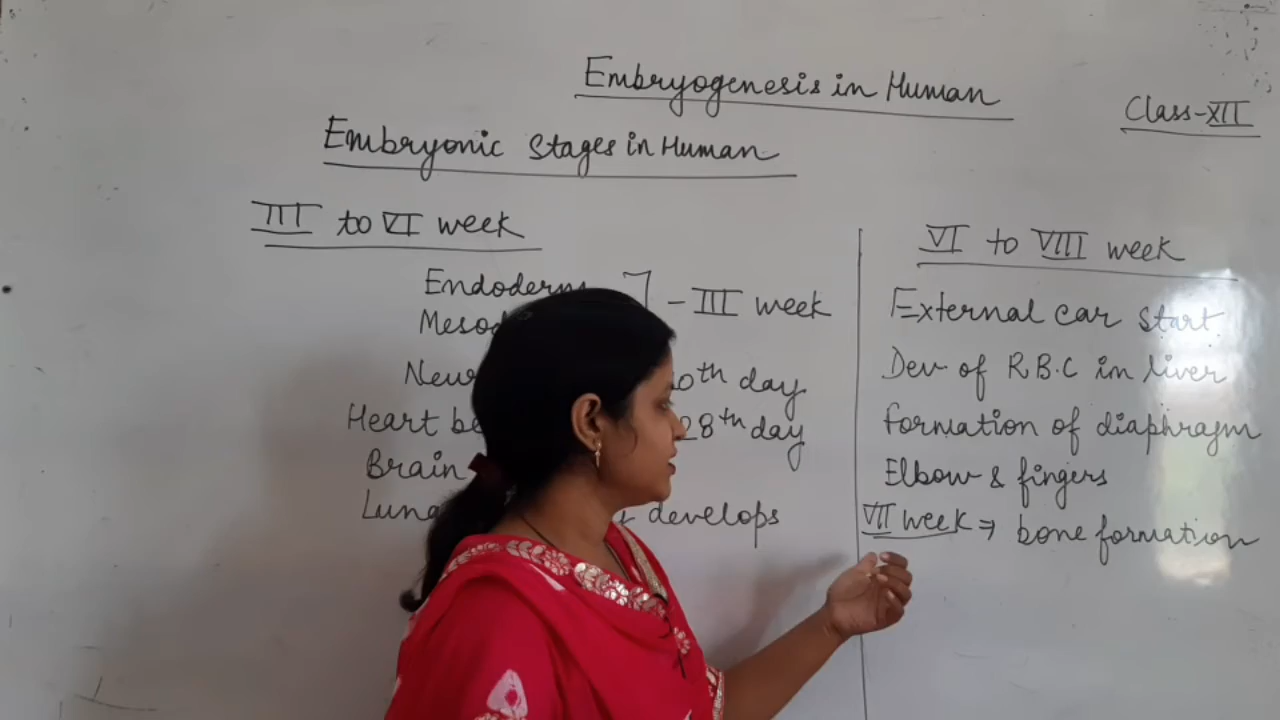 Embryogenesis in Human
Class-XII
Embryonic Stages in Human
III to VI week
Endoderm
- III week
Heart
28th day
Brain
develops
VI to VIII week
External ear start
Dev of R.B.C in liver
formation of diaphragm
Elbow & fingers
VII week ⇒ bone formation